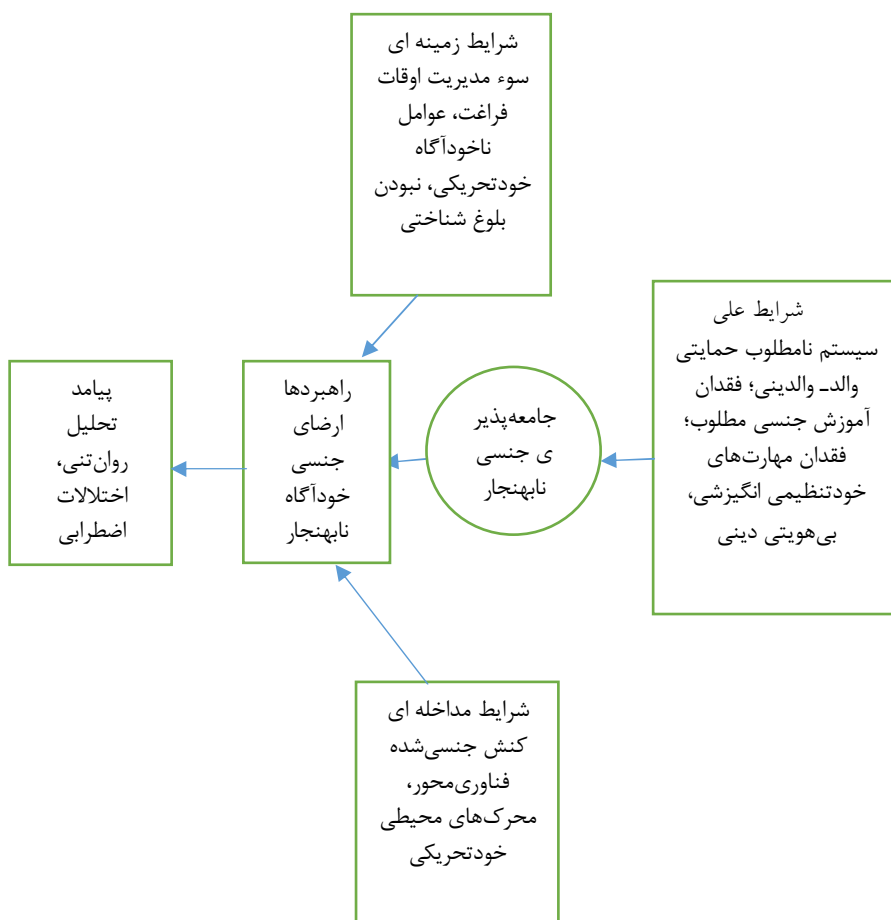 شرایط زمینه ای
سوء مدیریت اوقات
فراغت، عوامل
ناخودآگاه
خودتحریکی، نبودن
بلوغ شناختی
شرایط علی
سیستم نامطلوب حمایتی
والدـ والدینی؛ فقدان
آموزش جنسی مطلوب؛
فقدان مهارت‌های
خودتنظیمی انگیزشی،
بی‌هویتی دینی
جامعه‌پذیر
ی جنسی
نابهنجار
راهبردها
ارضای
جنسی
خودآگاه
نابهنجار
پیامد
تحلیل
روان‌تنی،
اختلالات
اضطرابی
شرایط مداخله ای
کنش جنسی‌شده
فناوری‌محور،
محرک‌های محیطی
خودتحریکی